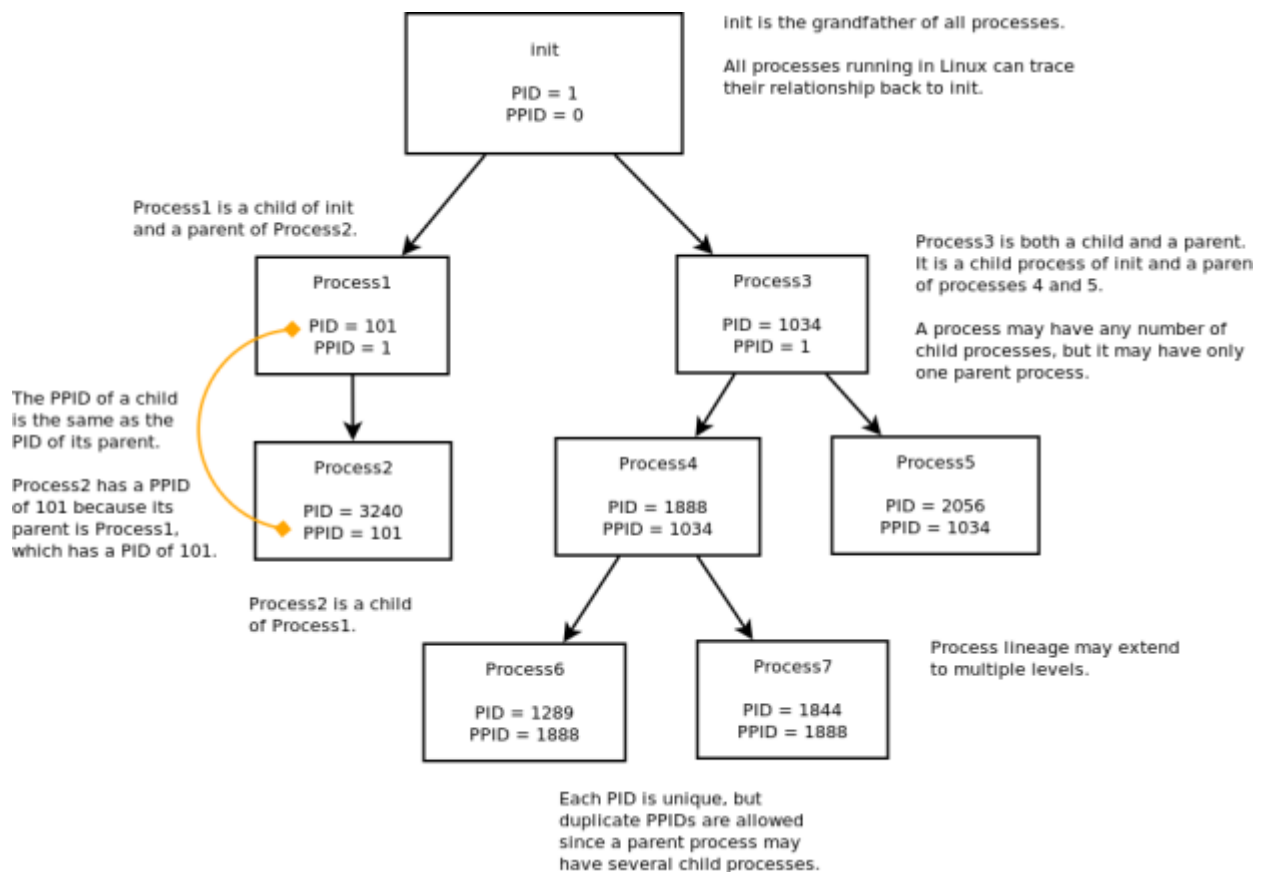 init is the grandfather of all processes.
All processes running in Linux can trace
their relationship back to init.
init
PID = 1
PPID = 0
Process1 is a child of init
and a parent of Process2.
Process1
PID = 101
PPID = 1
Process3
PID = 1034
PPID = 1
Process3 is both a child and a parent.
It is a child process of init and a paren
of processes 4 and 5.
A process may have any number of
child processes, but it may have only
one parent process.
The PPID of a child
is the same as the
PID of its parent.
Process2 has a PPID
of 101 because its
parent is Process1,
which has a PID of 101.
Process2
PID = 3240
PPID = 101
Process2 is a child
of Process1.
Process4
PID = 1888
PPID = 1034
Process5
PID = 2056
PPID = 1034
Process6
PID = 1289
PPID = 1888
Process7
PID = 1844
PPID = 1888
Process lineage may extend
to multiple levels.
Each PID is unique, but
duplicate PPIDs are allowed
since a parent process may
have several child processes.